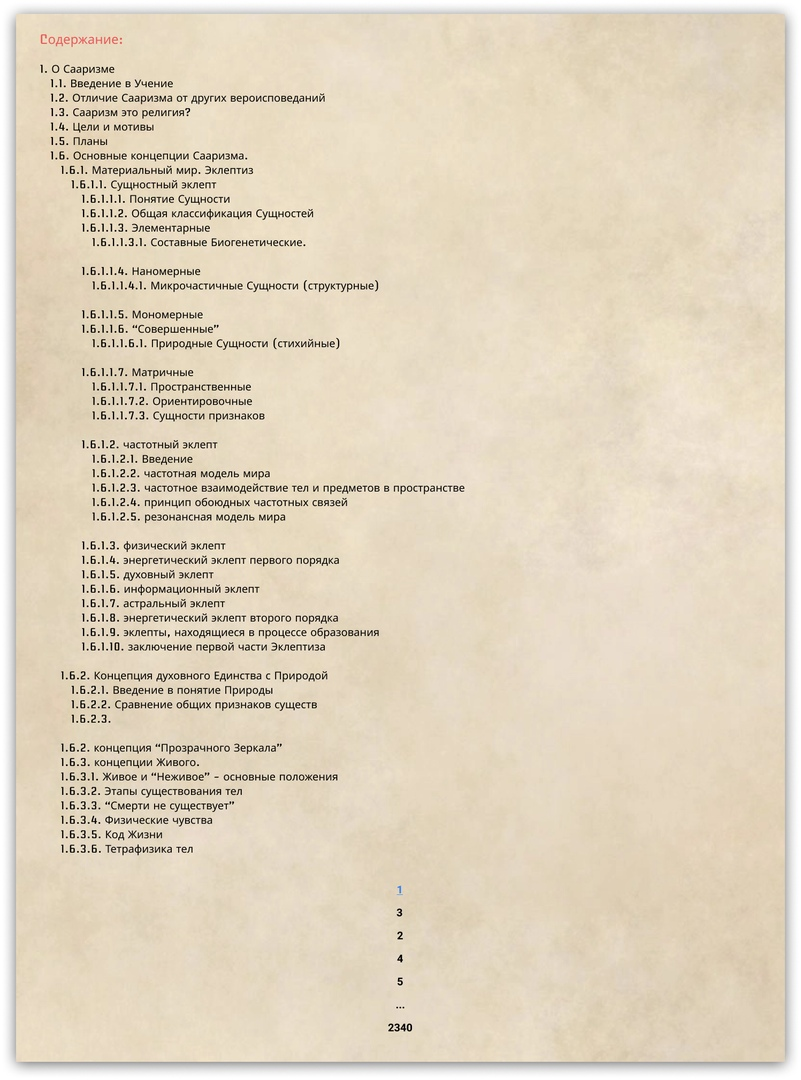 Содержание:
1. О Сааризме
1.1. Введение в Учение
1.2. Отличие Сааризма от других вероисповеданий
1.3. Сааризм это религия?
1.4. Цели и мотивы
1.5. Планы
1.6. Основные концепции Сааризма.
1.6.1. Материальный мир. Эклептиз
1.6.1.1. Сущностный эклепт
1.6.1.1.1. Понятие Сущности
1.6.1.1.2. Общая классификация Сущностей
1.6.1.1.3. Элементарные
1.6.1.1.3.1. Составные Биогенетические.
1.6.1.1.4. Наномерные
1.6.1.1.4.1. Микрочастичные Сущности (структурные)
1.6.1.1.5. Мономерные
1.6.1.1.6. “Совершенные”
1.6.1.1.6.1. Природные Сущности (стихийные)
1.6.1.1.7. Матричные
1.6.1.1.7.1. Пространственные
1.6.1.1.7.2. Ориентировочные
1.6.1.1.7.3. Сущности признаков
1.6.1.2. частотный эклепт
1.6.1.2.1. Введение
1.6.1.2.2. частотная модель мира
1.6.1.2.3. частотное взаимодействие тел и предметов в пространстве
1.6.1.2.4. принцип обоюдных частотных связей
1.6.1.2.5. резонансная модель мира
1.6.1.3. физический эклепт
1.6.1.4. энергетический эклепт первого порядка
1.6.1.5. духовный эклепт
1.6.1.6. информационный эклепт
1.6.1.7. астральный эклепт
1.6.1.8. энергетический эклепт второго порядка
1.6.1.9. эклепты, находящиеся в процессе образования
1.6.1.10. заключение первой части Эклептиза
1.6.2. Концепция духовного Единства с Природой
1.6.2.1. Введение в понятие Природы
1.6.2.2. Сравнение общих признаков существ
1.6.2.3.
1.6.2. концепция “Прозрачного Зеркала”
1.6.3. концепции Живого.
1.6.3.1. Живое и “Неживое” - основные положения
1.6.3.2. Этапы существования тел
1.6.3.3. “Смерти не существует”
1.6.3.4. Физические чувства
1.6.3.5. Код Жизни
1.6.3.6. Тетрафизика тел
1
3
2
4
5
...
2340